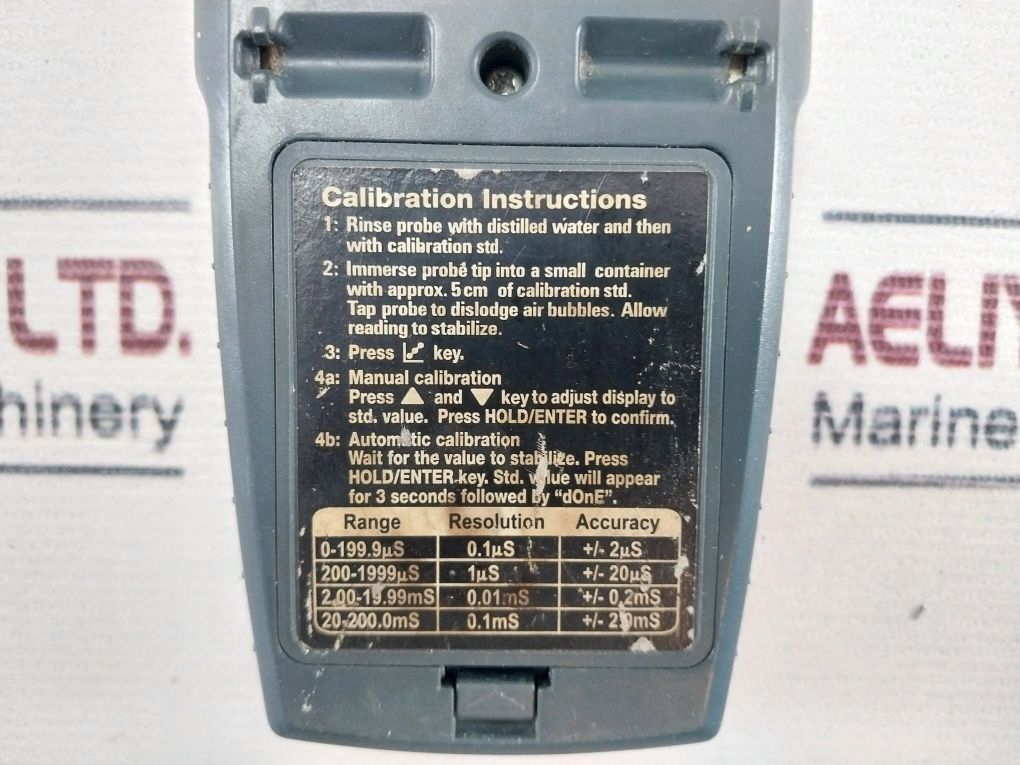 Calibration Instructions
1: Rinse probe with distilled water and then
with calibration std.
2: Immerse probe tip into a small container
with approx. 5 cm of calibration std.
Tap probe to dislodge air bubbles. Allow
reading to stabilize.
3: Press key.
4a: Manual calibration
Press ▲ and ▼ key to adjust display to
std. value. Press HOLD/ENTER to confirm.
4b: Automatic calibration
Wait for the value to stabilize. Press
HOLD/ENTER key. Std. value will appear
for 3 seconds followed by "dOnE".
Range Resolution Accuracy
0-199.9µS 0.1µS +/- 2µS
200-1999µS 1µS +/- 20µS
2.00-19.99mS 0.01mS +/- 0.2mS
20-200.0mS 0.1mS +/- 2.0mS
LTD.
hinery
AELIY
Marine